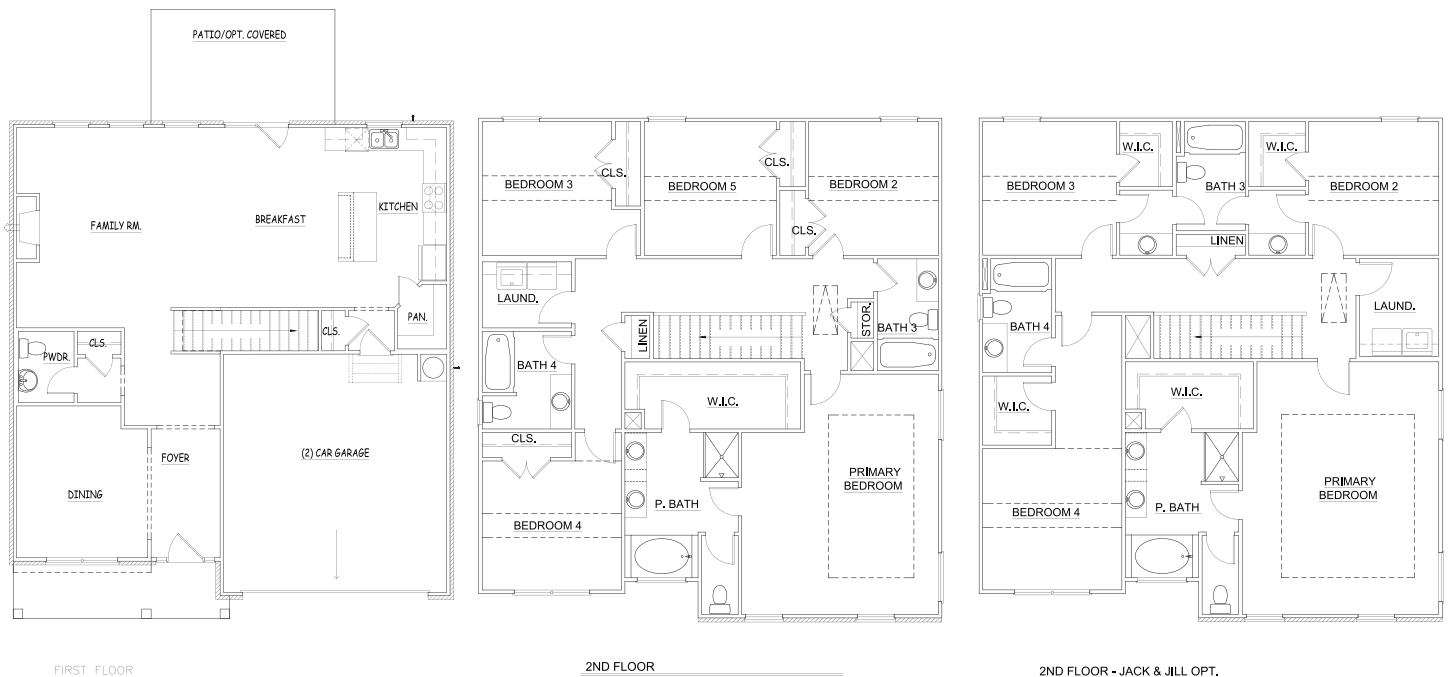 PATIO/OPT. COVERED
FAMILY RM.
BREAKFAST
KITCHEN
PAN.
CLS.
PWDR.
CLS.
DINING
FOYER
(2) CAR GARAGE
FIRST FLOOR
BEDROOM 3
CLS.
BEDROOM 5
CLS.
BEDROOM 2
CLS.
LAUND.
LINEN
STOR.
BATH 3
BATH 4
W.I.C.
CLS.
BEDROOM 4
P. BATH
PRIMARY
BEDROOM
2ND FLOOR
W.I.C.
W.I.C.
BEDROOM 3
BATH 3
BEDROOM 2
LINEN
BATH 4
LAUND.
W.I.C.
W.I.C.
BEDROOM 4
P. BATH
PRIMARY
BEDROOM
2ND FLOOR - JACK & JILL OPT.